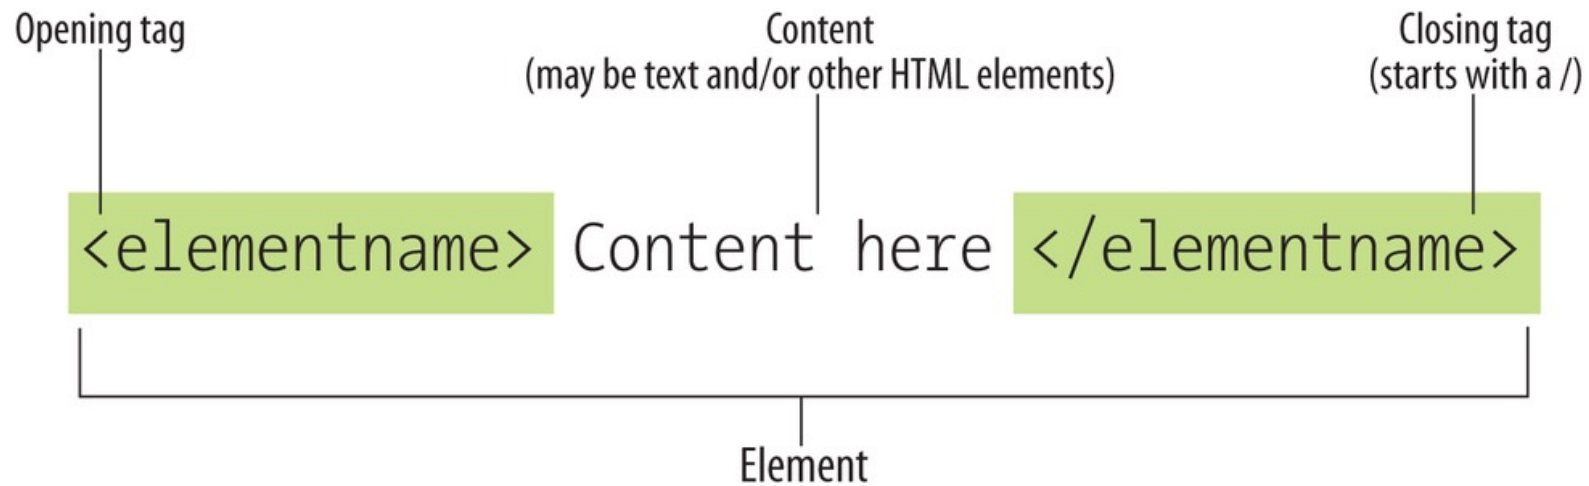 Opening tag
Content
(may be text and/or other HTML elements)
Closing tag
(starts with a /)
<elementname> Content here </elementname>
Element